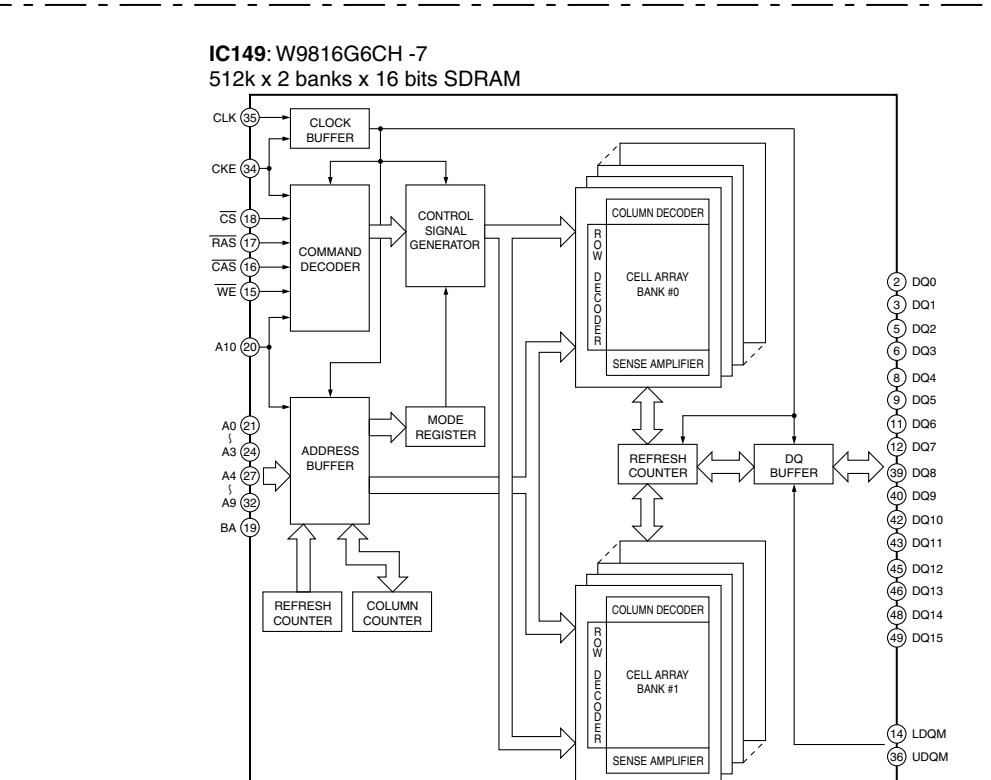 IC149: W9816G6CH -7
512k x 2 banks x 16 bits SDRAM
CLK 35
CKE 34
CS 18
RAS 17
CAS 16
WE 15
A10 20
A0 21
A3 24
A4 27
A9 32
BA 19
CLOCK
BUFFER
COMMAND
DECODER
CONTROL
SIGNAL
GENERATOR
ADDRESS
BUFFER
MODE
REGISTER
REFRESH
COUNTER
COLUMN
COUNTER
COLUMN DECODER
ROW DECODER
CELL ARRAY
BANK #0
SENSE AMPLIFIER
REFRESH
COUNTER
DQ
BUFFER
COLUMN DECODER
ROW DECODER
CELL ARRAY
BANK #1
SENSE AMPLIFIER
2 DQ0
3 DQ1
5 DQ2
6 DQ3
8 DQ4
9 DQ5
11 DQ6
12 DQ7
39 DQ8
40 DQ9
42 DQ10
43 DQ11
45 DQ12
46 DQ13
48 DQ14
49 DQ15
14 LDQM
36 UDQM